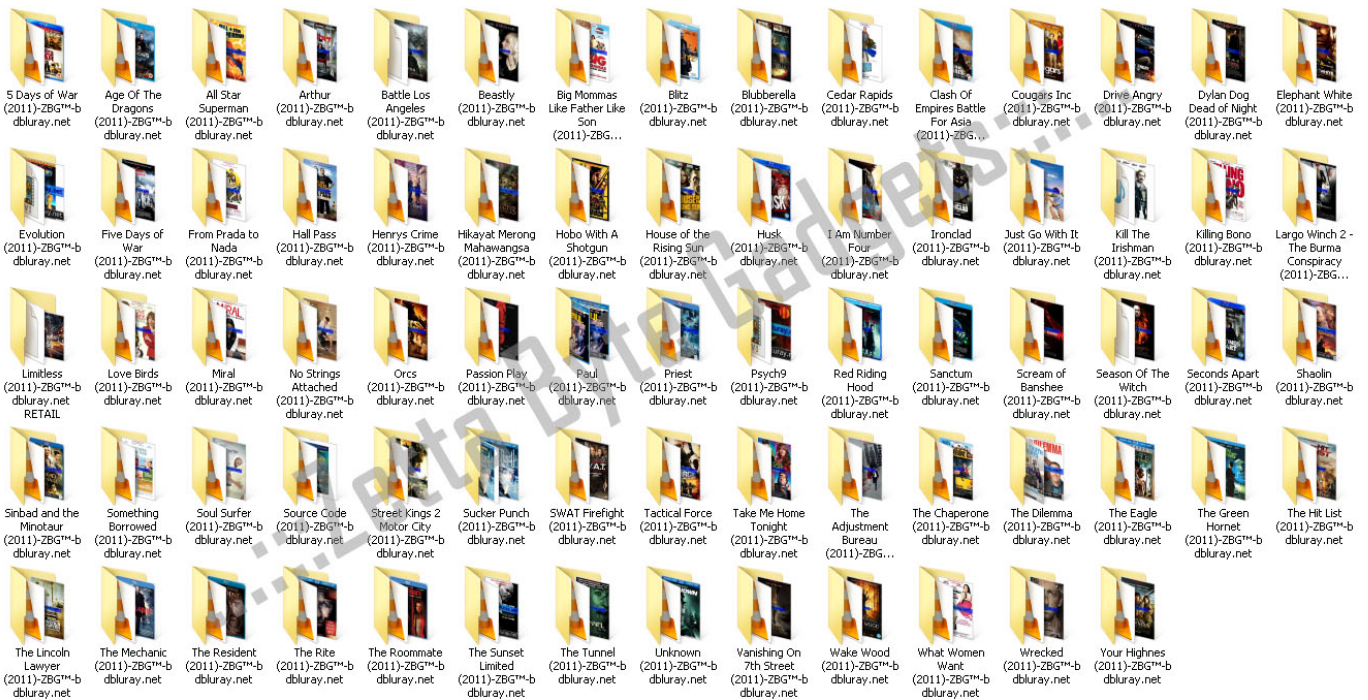 5 Days of War
(2011)-ZBG™-b
dbluray.net
Age Of The
Dragons
(2011)-ZBG™-b
dbluray.net
All Star
Superman
(2011)-ZBG™-b
dbluray.net
Arthur
(2011)-ZBG™-b
dbluray.net
Battle Los
Angeles
(2011)-ZBG™-b
dbluray.net
Beastly
(2011)-ZBG™-b
dbluray.net
Big Mommas
Like Father Like
Son
(2011)-ZBG...
Blitz
(2011)-ZBG™-b
dbluray.net
Blubberella
(2011)-ZBG™-b
dbluray.net
Cedar Rapids
(2011)-ZBG™-b
dbluray.net
Clash Of
Empires Battle
For Asia
(2011)-ZBG...
Cougars Inc
(2011)-ZBG™-b
dbluray.net
Drive Angry
(2011)-ZBG™-b
dbluray.net
Dylan Dog
Dead of Night
(2011)-ZBG™-b
dbluray.net
Elephant White
(2011)-ZBG™-b
dbluray.net
Evolution
(2011)-ZBG™-b
dbluray.net
Five Days of
War
(2011)-ZBG™-b
dbluray.net
From Prada to
Nada
(2011)-ZBG™-b
dbluray.net
Hall Pass
(2011)-ZBG™-b
dbluray.net
Henrys Crime
(2011)-ZBG™-b
dbluray.net
Hikayat Merong
Mahawangsa
(2011)-ZBG™-b
dbluray.net
Hobo With A
Shotgun
(2011)-ZBG™-b
dbluray.net
House of the
Rising Sun
(2011)-ZBG™-b
dbluray.net
Husk
(2011)-ZBG™-b
dbluray.net
I Am Number
Four
(2011)-ZBG™-b
dbluray.net
Ironclad
(2011)-ZBG™-b
dbluray.net
Just Go With It
(2011)-ZBG™-b
dbluray.net
Kill The
Irishman
(2011)-ZBG™-b
dbluray.net
Killing Bono
(2011)-ZBG™-b
dbluray.net
Largo Winch 2 -
The Burma
Conspiracy
(2011)-ZBG...
Limitless
(2011)-ZBG™-b
dbluray.net
RETAIL
Love Birds
(2011)-ZBG™-b
dbluray.net
Miral
(2011)-ZBG™-b
dbluray.net
No Strings
Attached
(2011)-ZBG™-b
dbluray.net
Orcs
(2011)-ZBG™-b
dbluray.net
Passion Play
(2011)-ZBG™-b
dbluray.net
Paul
(2011)-ZBG™-b
dbluray.net
Priest
(2011)-ZBG™-b
dbluray.net
Psych9
(2011)-ZBG™-b
dbluray.net
Red Riding
Hood
(2011)-ZBG™-b
dbluray.net
Sanctum
(2011)-ZBG™-b
dbluray.net
Scream of
Banshee
(2011)-ZBG™-b
dbluray.net
Season Of The
Witch
(2011)-ZBG™-b
dbluray.net
Seconds Apart
(2011)-ZBG™-b
dbluray.net
Shaolin
(2011)-ZBG™-b
dbluray.net
Sinbad and the
Minotaur
(2011)-ZBG™-b
dbluray.net
Something
Borrowed
(2011)-ZBG™-b
dbluray.net
Soul Surfer
(2011)-ZBG™-b
dbluray.net
Source Code
(2011)-ZBG™-b
dbluray.net
Street Kings 2
Motor City
(2011)-ZBG™-b
dbluray.net
Sucker Punch
(2011)-ZBG™-b
dbluray.net
SWAT Firefight
(2011)-ZBG™-b
dbluray.net
Tactical Force
(2011)-ZBG™-b
dbluray.net
Take Me Home
Tonight
(2011)-ZBG™-b
dbluray.net
The
Adjustment
Bureau
(2011)-ZBG...
The Chaperone
(2011)-ZBG™-b
dbluray.net
The Dilemma
(2011)-ZBG™-b
dbluray.net
The Eagle
(2011)-ZBG™-b
dbluray.net
The Green
Hornet
(2011)-ZBG™-b
dbluray.net
The Hit List
(2011)-ZBG™-b
dbluray.net
The Lincoln
Lawyer
(2011)-ZBG™-b
dbluray.net
The Mechanic
(2011)-ZBG™-b
dbluray.net
The Resident
(2011)-ZBG™-b
dbluray.net
The Rite
(2011)-ZBG™-b
dbluray.net
The Roommate
(2011)-ZBG™-b
dbluray.net
The Sunset
Limited
(2011)-ZBG™-b
dbluray.net
The Tunnel
(2011)-ZBG™-b
dbluray.net
Unknown
(2011)-ZBG™-b
dbluray.net
Vanishing On
7th Street
(2011)-ZBG™-b
dbluray.net
Wake Wood
(2011)-ZBG™-b
dbluray.net
What Women
Want
(2011)-ZBG™-b
dbluray.net
Wrecked
(2011)-ZBG™-b
dbluray.net
Your Highnes
(2011)-ZBG™-b
dbluray.net
Zetta Byte Gadgets